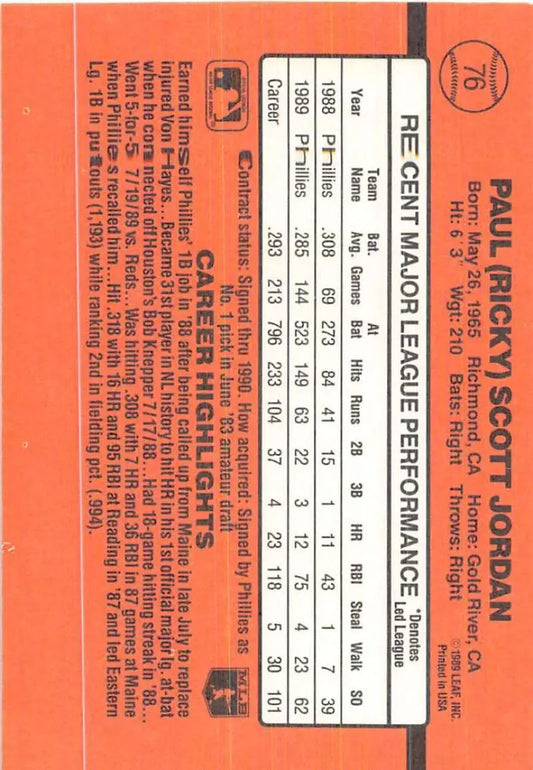 76
PAUL (RICKY) SCOTT JORDAN
Born: May 26, 1965 Richmond, CA Home: Gold River, CA
Ht: 6' 3" Wgt: 210 Bats: Right Throws: Right
© 1989 LEAF, INC.
Printed in USA
RECENT MAJOR LEAGUE PERFORMANCE
*Denotes
Led League
Year Team Name Bat. Avg. Games At Bat Hits Runs 2B 3B HR RBI Steal Walk SO
1988 Phillies .308 69 273 84 41 15 1 11 43 1 7 39
1989 Phillies .285 144 523 149 63 22 3 12 75 4 23 62
Career .293 213 796 233 104 37 4 23 118 5 30 101
Contract status: Signed thru 1990. How acquired: Signed by Phillies as
No. 1 pick in June '83 amateur draft
CAREER HIGHLIGHTS
MLB
Earned himself Phillies' 1B job in '88 after being called up from Maine in late July to replace
injured Von Hayes... Became 31st player in NL history to hit HR in his 1st official major lg. at-bat
when he connected off Houston's Bob Knepper 7/17/88... Had 18-game hitting streak in '88...
Went 5-for-5 7/19/89 vs. Reds... Was hitting .308 with 7 HR and 36 RBI in 87 games at Maine
when Phillies recalled him... Hit .318 with 16 HR and 95 RBI at Reading in '87 and led Eastern
Lg. 1B in putouts (1,193) while ranking 2nd in fielding pct. (.994).